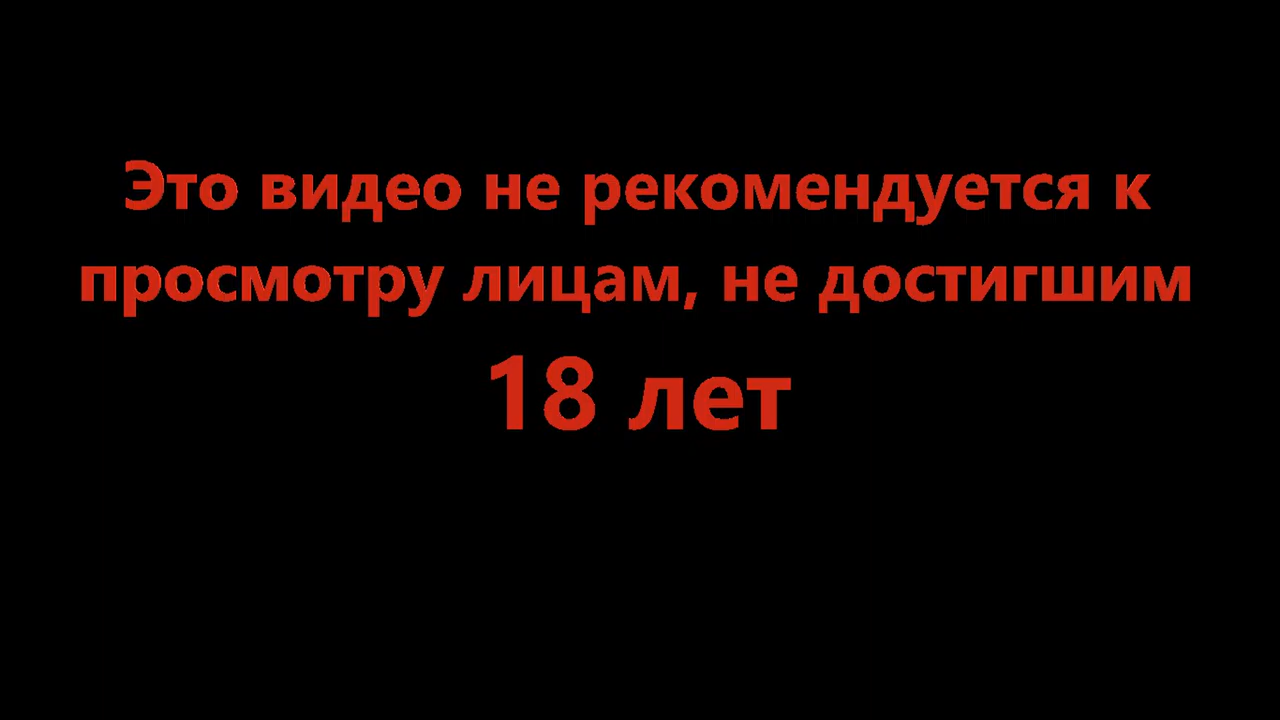 Это видео не рекомендуется к
просмотру лицам, не достигшим
18 лет